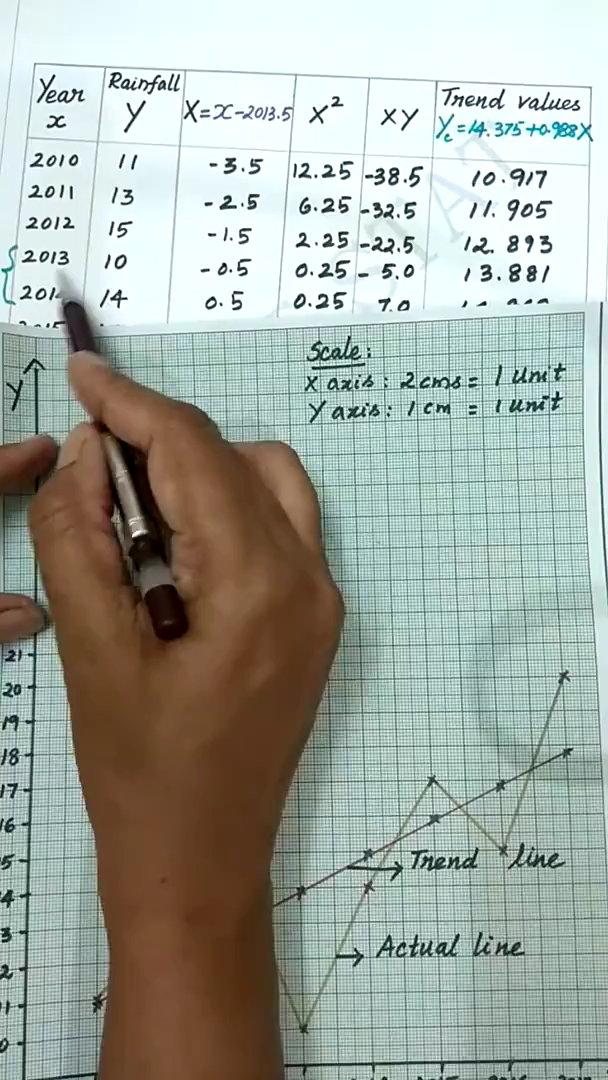 Year x Rainfall Y X=x-2013.5 X² XY Trend values Yc=14.375+0.988X
2010 11 -3.5 12.25 -38.5 10.917
2011 13 -2.5 6.25 -32.5 11.905
2012 15 -1.5 2.25 -22.5 12.893
2013 10 -0.5 0.25 -5.0 13.881
14 0.5 0.25 7.0
Scale:
X axis: 2cms = 1 unit
Y axis: 1 cm = 1 unit
Y
21
20
19
18
17
16
Trend line
Actual line